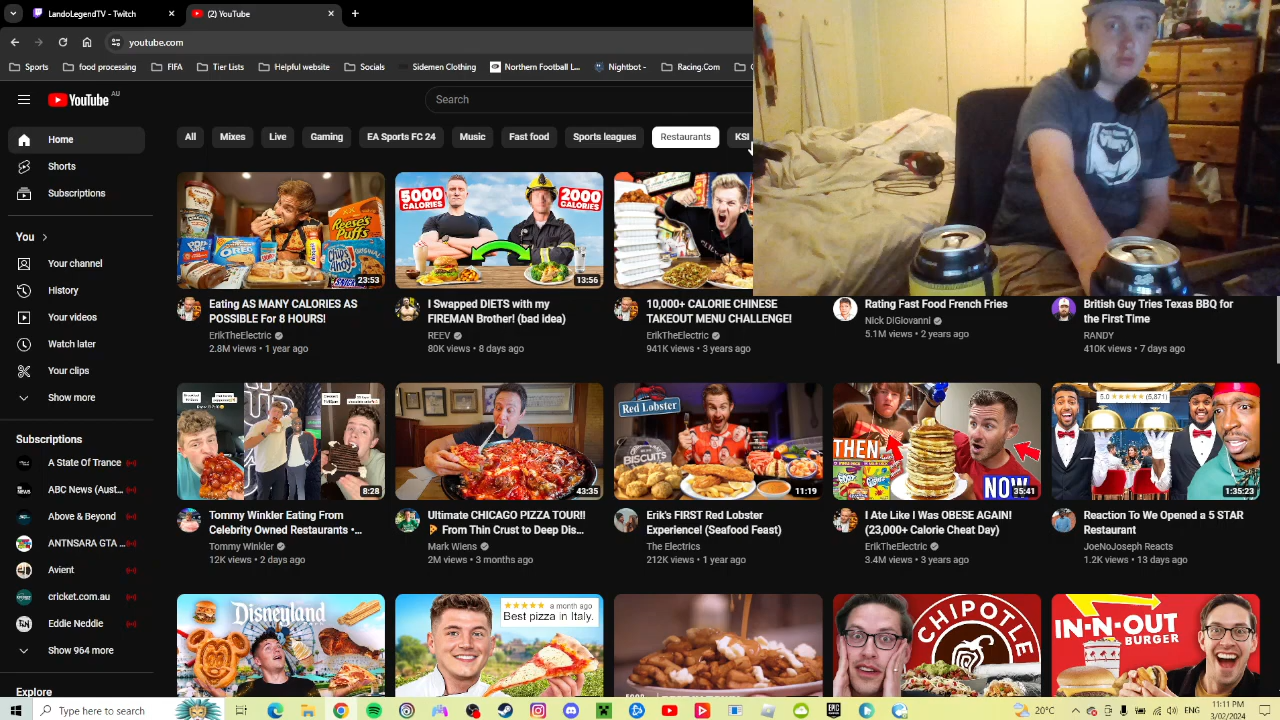 LandoLegendTV - Twitch
(2) YouTube
youtube.com
Sports
food processing
FIFA
Tier Lists
Helpful website
Socials
Sidemen Clothing
Northern Football L...
Nightbot -
Racing.Com
YouTube AU
Search
Home
Shorts
Subscriptions
You
Your channel
History
Your videos
Watch later
Your clips
Show more
Subscriptions
A State Of Trance
ABC News (Aust...
Above & Beyond
ANTNSARA GTA ...
Avient
cricket.com.au
Eddie Neddie
Show 964 more
Explore
All
Mixes
Live
Gaming
EA Sports FC 24
Music
Fast food
Sports leagues
Restaurants
KSI
REESE'S PUFFS
OREO
Chips Ahoy!
23:53
5000 CALORIES
2000 CALORIES
13:56
Eating AS MANY CALORIES AS
POSSIBLE For 8 HOURS!
ErikTheElectric
2.8M views • 1 year ago
I Swapped DIETS with my
FIREMAN Brother! (bad idea)
REEV
80K views • 8 days ago
10,000+ CALORIE CHINESE
TAKEOUT MENU CHALLENGE!
ErikTheElectric
941K views • 3 years ago
Rating Fast Food French Fries
Nick DiGiovanni
5.1M views • 2 years ago
British Guy Tries Texas BBQ for
the First Time
RANDY
410K views • 7 days ago
8:28
43:35
Red Lobster
BISCUITS
11:19
THEN
NOW
35:41
5.0 ★★★★★ (5,871)
1:35:23
Tommy Winkler Eating From
Celebrity Owned Restaurants •...
Tommy Winkler
12K views • 2 days ago
Ultimate CHICAGO PIZZA TOUR!!
🍕 From Thin Crust to Deep Dis...
Mark Wiens
2M views • 3 months ago
Erik's FIRST Red Lobster
Experience! (Seafood Feast)
The Electrics
212K views • 1 year ago
I Ate Like I Was OBESE AGAIN!
(23,000+ Calorie Cheat Day)
ErikTheElectric
3.4M views • 3 years ago
Reaction To We Opened a 5 STAR
Restaurant
JoeNoJoseph Reacts
1.2K views • 13 days ago
Disneyland
★★★★★ a month ago
Best pizza in Italy.
CHIPOTLE
IN-N-OUT
BURGER
Type here to search
20°C
ENG
11:11 PM
3/02/2024